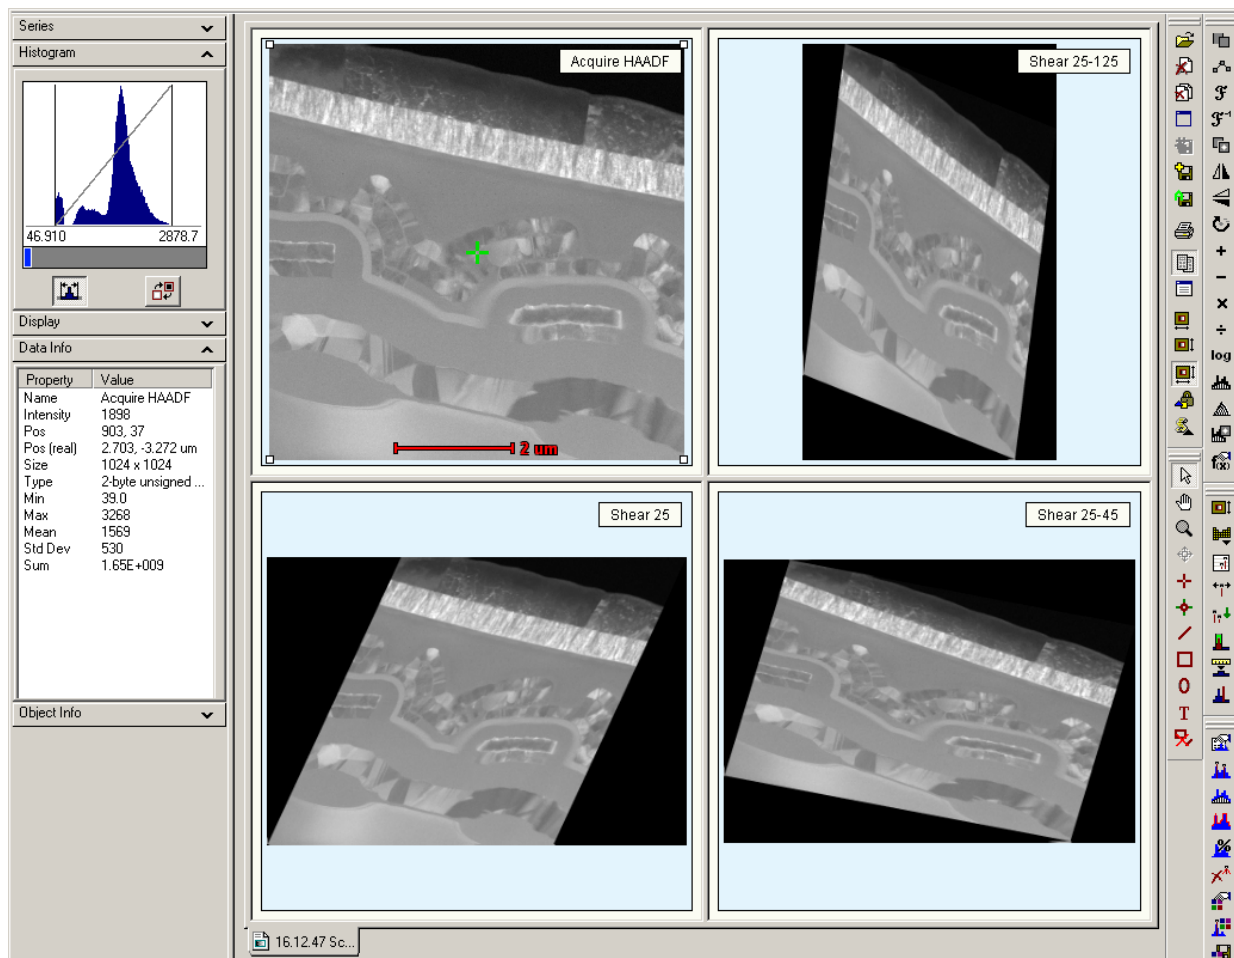 Series
Histogram
46.910 2878.7
Display
Data Info
Property Value
Name Acquire HAADF
Intensity 1898
Pos 903, 37
Pos (real) 2.703, -3.272 um
Size 1024 x 1024
Type 2-byte unsigned ...
Min 39.0
Max 3268
Mean 1569
Std Dev 530
Sum 1.65E+009
Object Info
Acquire HAADF
2 um
Shear 25-125
Shear 25
Shear 25-45
16.12.47 Sc...
T
ℱ
ℱ⁻¹
+
−
×
÷
log
f(x)
%